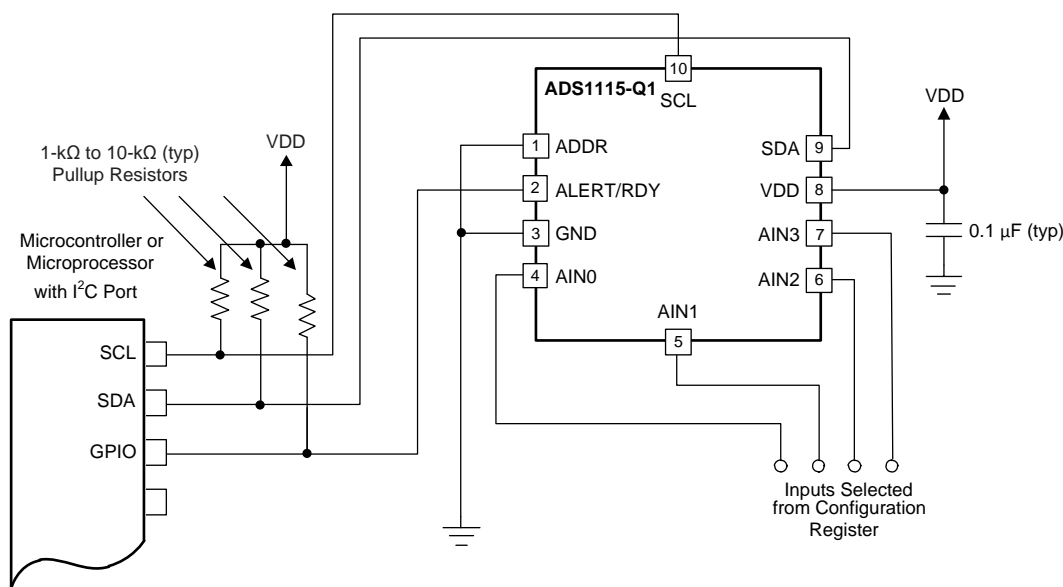 10
ADS1115-Q1
SCL
VDD
VDD
1-kΩ to 10-kΩ (typ)
Pullup Resistors
1
ADDR
SDA
9
2
ALERT/RDY
VDD
8
Microcontroller or
Microprocessor
with I²C Port
3
GND
AIN3
7
0.1 µF (typ)
4
AIN0
AIN2
6
AIN1
5
SCL
SDA
GPIO
Inputs Selected
from Configuration
Register